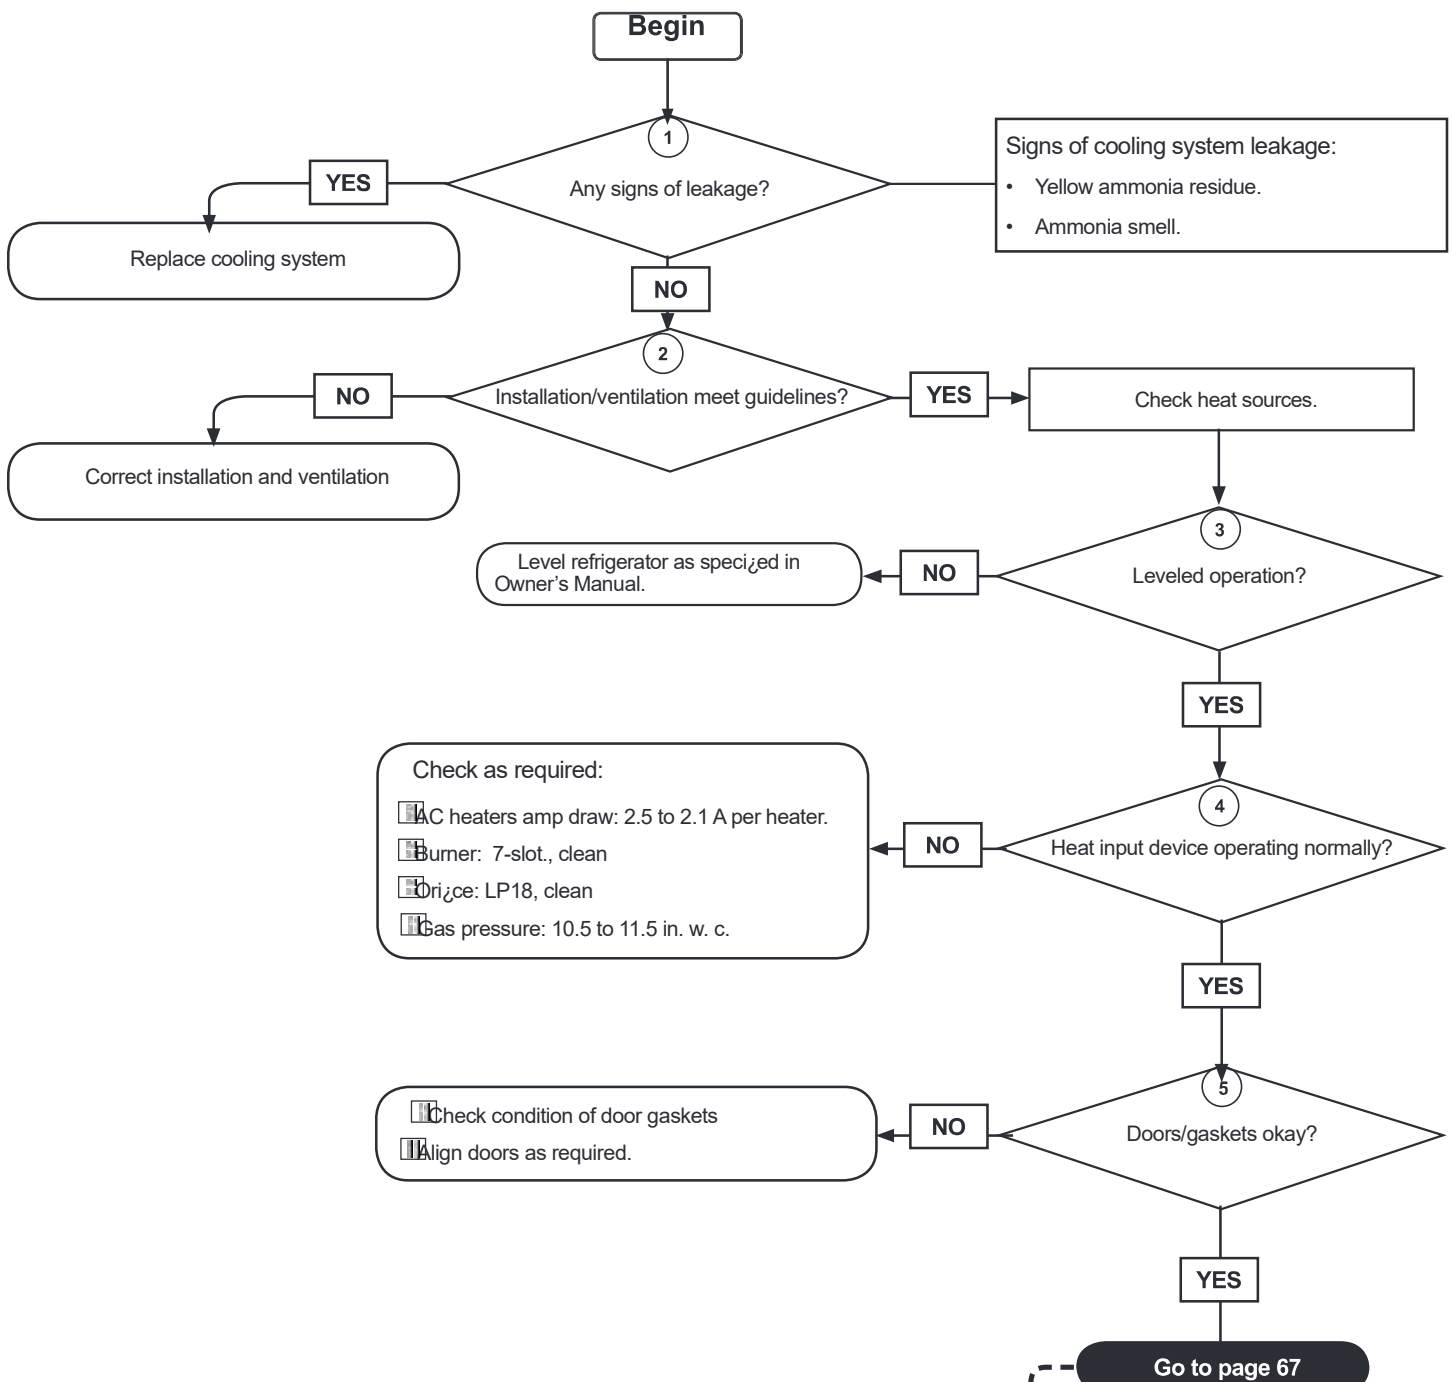 Begin
1
Any signs of leakage?
YES
Replace cooling system
Signs of cooling system leakage:
• Yellow ammonia residue.
• Ammonia smell.
NO
2
Installation/ventilation meet guidelines?
NO
Correct installation and ventilation
YES
Check heat sources.
3
Leveled operation?
NO
Level refrigerator as speci¿ed in
Owner’s Manual.
YES
4
Heat input device operating normally?
NO
Check as required:
AC heaters amp draw: 2.5 to 2.1 A per heater.
Burner: 7-slot., clean
Ori¿ce: LP18, clean
Gas pressure: 10.5 to 11.5 in. w. c.
YES
5
Doors/gaskets okay?
NO
Check condition of door gaskets
Align doors as required.
YES
Go to page 67